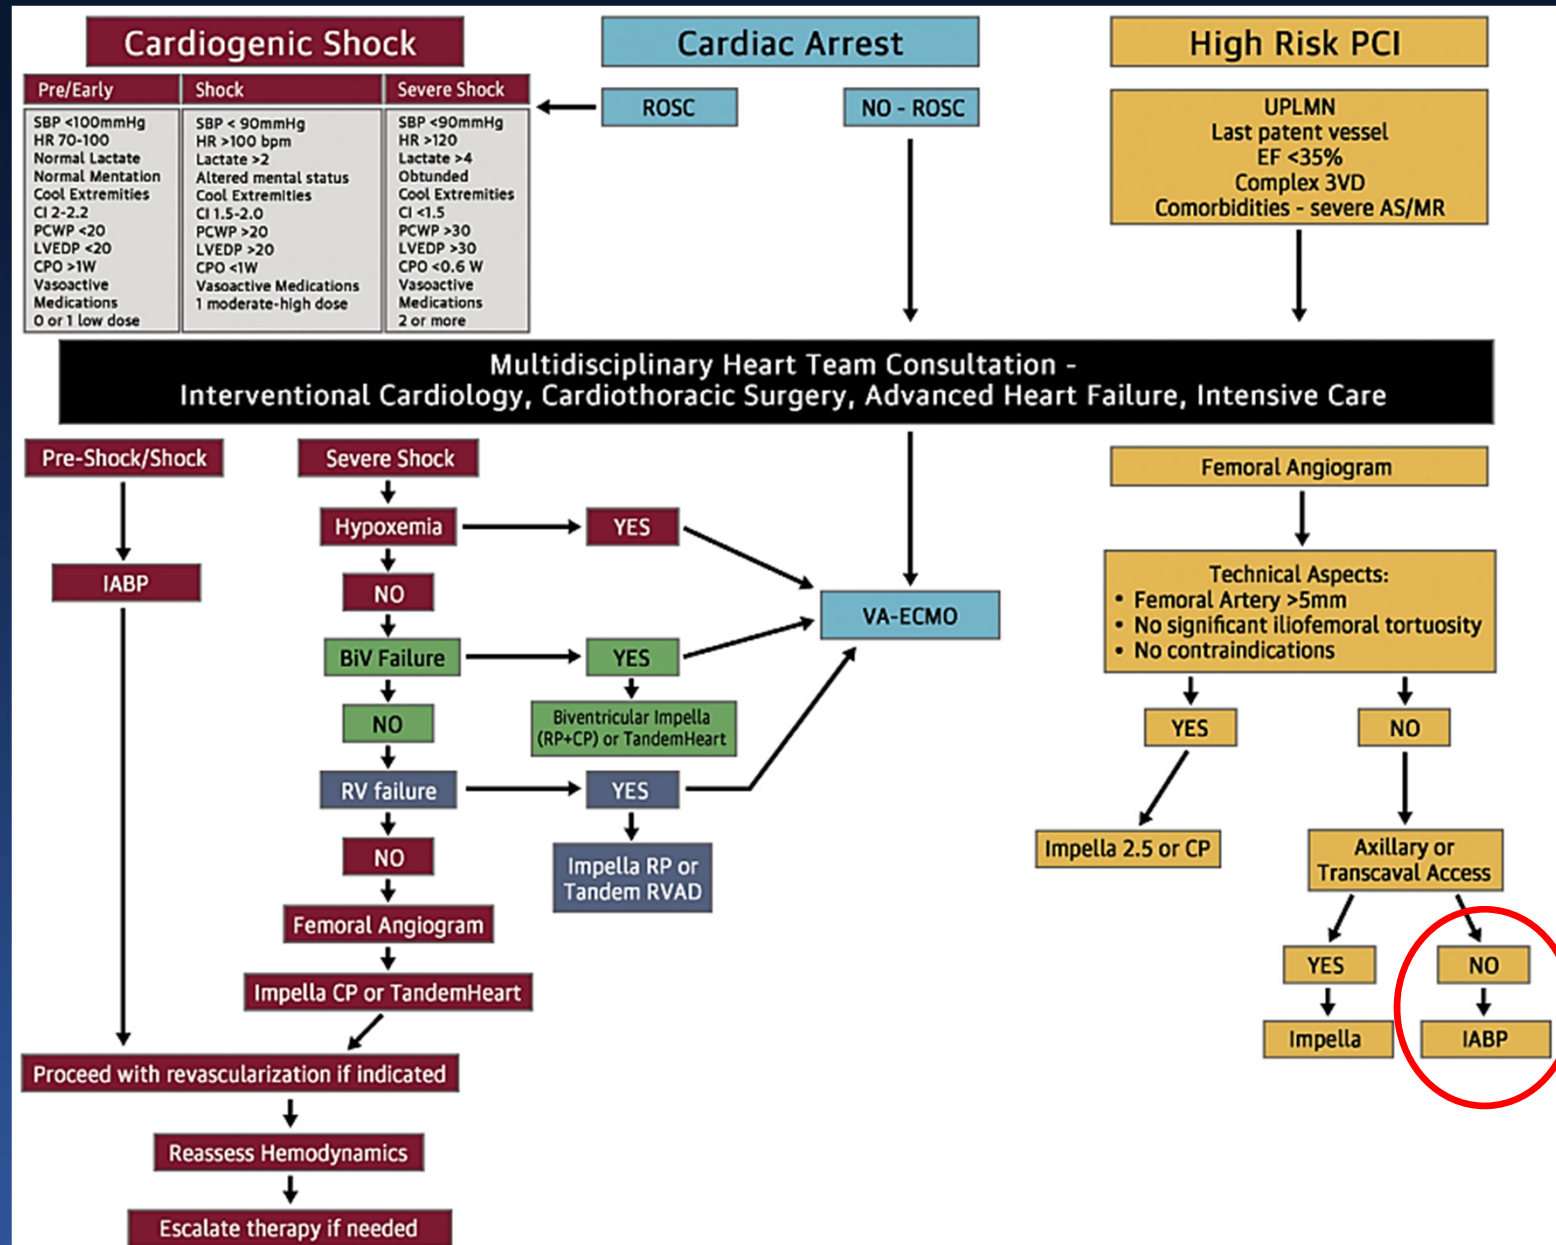 Cardiogenic Shock
Pre/Early
SBP <100mmHg
HR 70-100
Normal Lactate
Normal Mentation
Cool Extremities
CI 2-2.2
PCWP <20
LVEDP <20
CPO >1W
Vasoactive
Medications
0 or 1 low dose
Shock
SBP < 90mmHg
HR >100 bpm
Lactate >2
Altered mental status
Cool Extremities
CI 1.5-2.0
PCWP >20
LVEDP >20
CPO <1W
Vasoactive Medications
1 moderate-high dose
Severe Shock
SBP <90mmHg
HR >120
Lactate >4
Obtunded
Cool Extremities
CI <1.5
PCWP >30
LVEDP >30
CPO <0.6 W
Vasoactive
Medications
2 or more
Cardiac Arrest
ROSC
NO - ROSC
High Risk PCI
UPLMN
Last patent vessel
EF <35%
Complex 3VD
Comorbidities - severe AS/MR
Multidisciplinary Heart Team Consultation -
Interventional Cardiology, Cardiothoracic Surgery, Advanced Heart Failure, Intensive Care
Pre-Shock/Shock
IABP
Severe Shock
Hypoxemia
YES
NO
BiV Failure
YES
Biventricular Impella
(RP+CP) or TandemHeart
NO
RV failure
YES
Impella RP or
Tandem RVAD
NO
Femoral Angiogram
Impella CP or TandemHeart
Proceed with revascularization if indicated
Reassess Hemodynamics
Escalate therapy if needed
VA-ECMO
Femoral Angiogram
Technical Aspects:
• Femoral Artery >5mm
• No significant iliofemoral tortuosity
• No contraindications
YES
NO
Impella 2.5 or CP
Axillary or
Transcaval Access
YES
NO
Impella
IABP